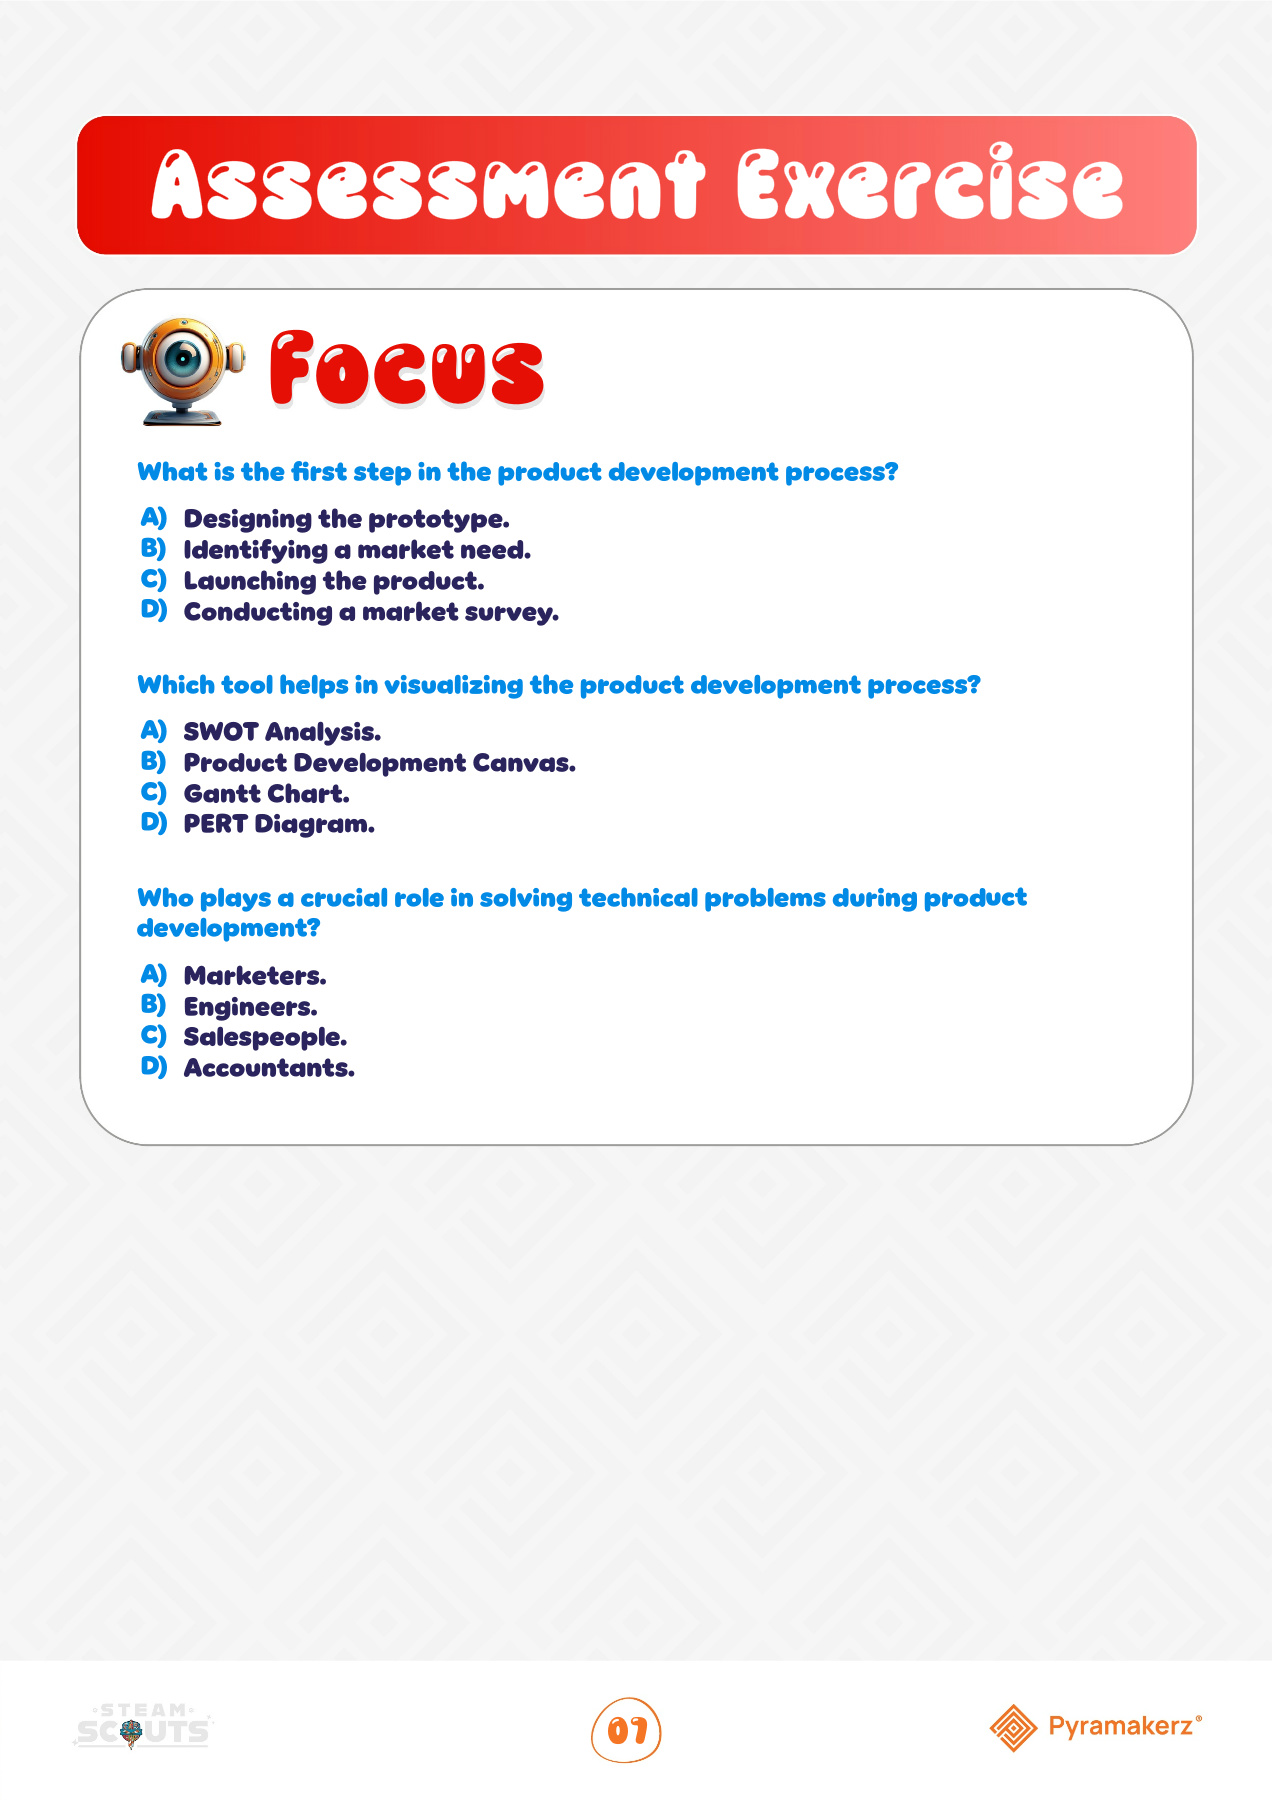 Assessment Exercise
Focus
What is the first step in the product development process?
A) Designing the prototype.
B) Identifying a market need.
C) Launching the product.
D) Conducting a market survey.
Which tool helps in visualizing the product development process?
A) SWOT Analysis.
B) Product Development Canvas.
C) Gantt Chart.
D) PERT Diagram.
Who plays a crucial role in solving technical problems during product
development?
A) Marketers.
B) Engineers.
C) Salespeople.
D) Accountants.
STEAM
SCOUTS
07
Pyramakerz®